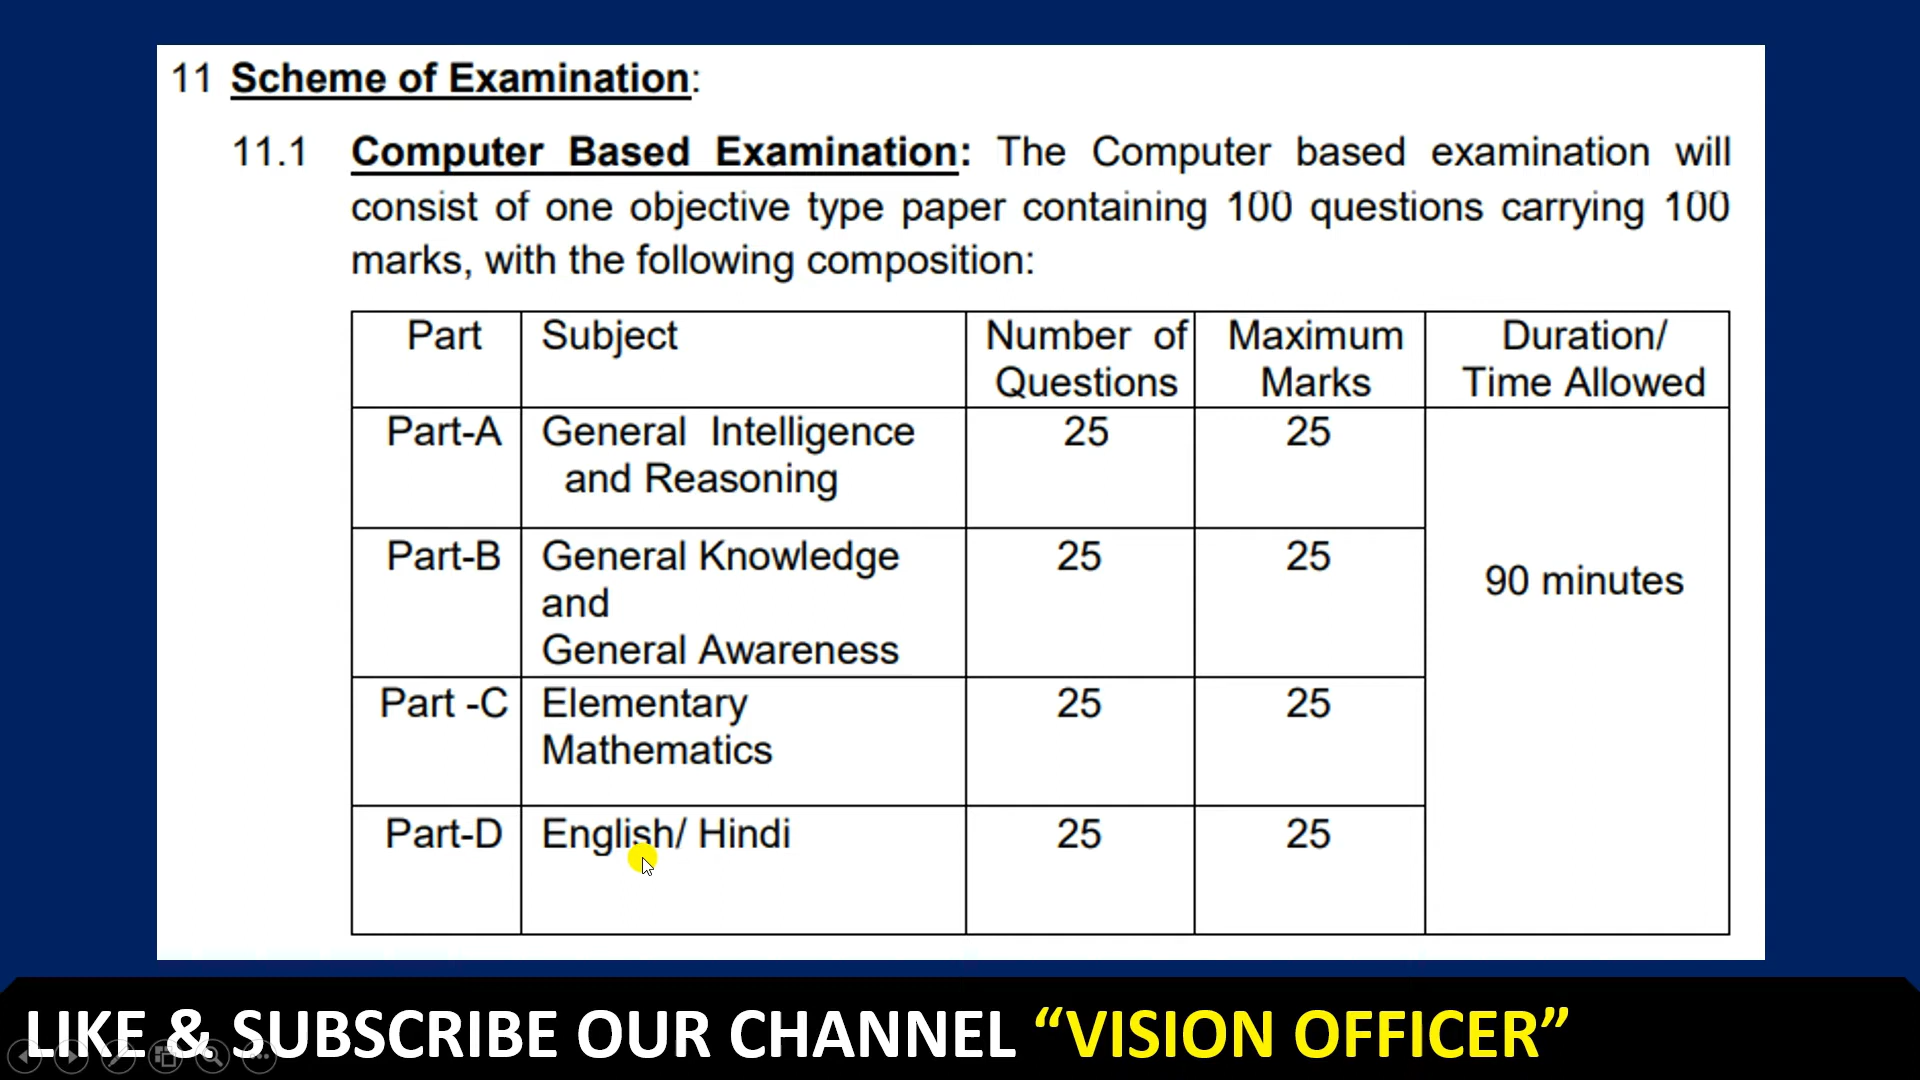 11 Scheme of Examination:
11.1 Computer Based Examination: The Computer based examination will
consist of one objective type paper containing 100 questions carrying 100
marks, with the following composition:
Part Subject Number of Questions Maximum Marks Duration/ Time Allowed
Part-A General Intelligence and Reasoning 25 25 90 minutes
Part-B General Knowledge and General Awareness 25 25
Part -C Elementary Mathematics 25 25
Part-D English/ Hindi 25 25
LIKE & SUBSCRIBE OUR CHANNEL “VISION OFFICER”